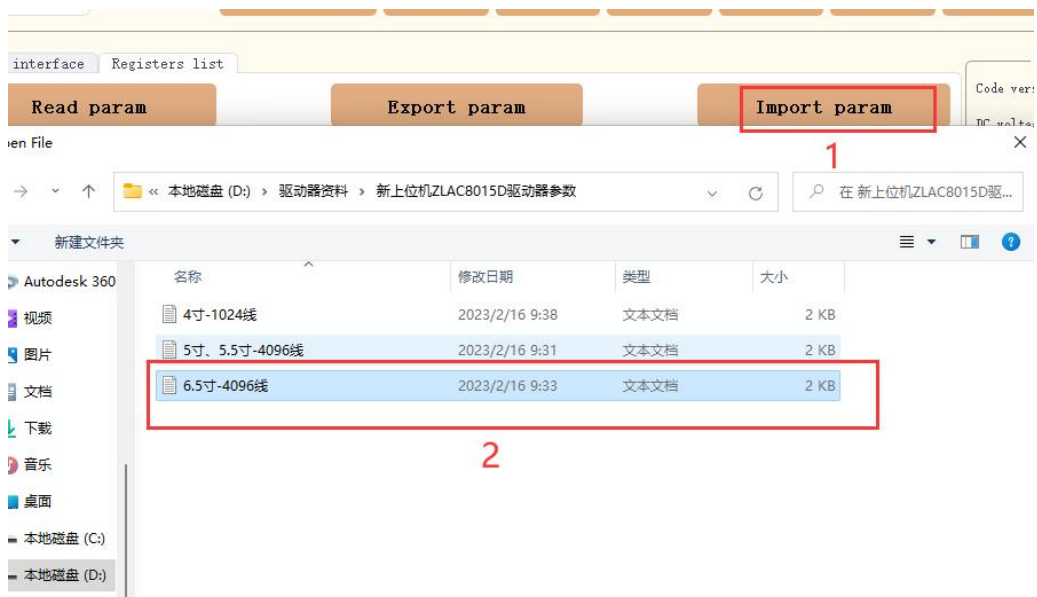 interface Registers list
Read param Export param Import param
Code ver
DC volta
1
en File
« 本地磁盘 (D:) › 驱动器资料 › 新上位机ZLAC8015D驱动器参数 在 新上位机ZLAC8015D驱...
新建文件夹
Autodesk 360 名称 修改日期 类型 大小
视频 4寸-1024线 2023/2/16 9:38 文本文档 2 KB
图片 5寸、5.5寸-4096线 2023/2/16 9:31 文本文档 2 KB
文档 6.5寸-4096线 2023/2/16 9:33 文本文档 2 KB
下载
2
音乐
桌面
本地磁盘 (C:)
本地磁盘 (D:)